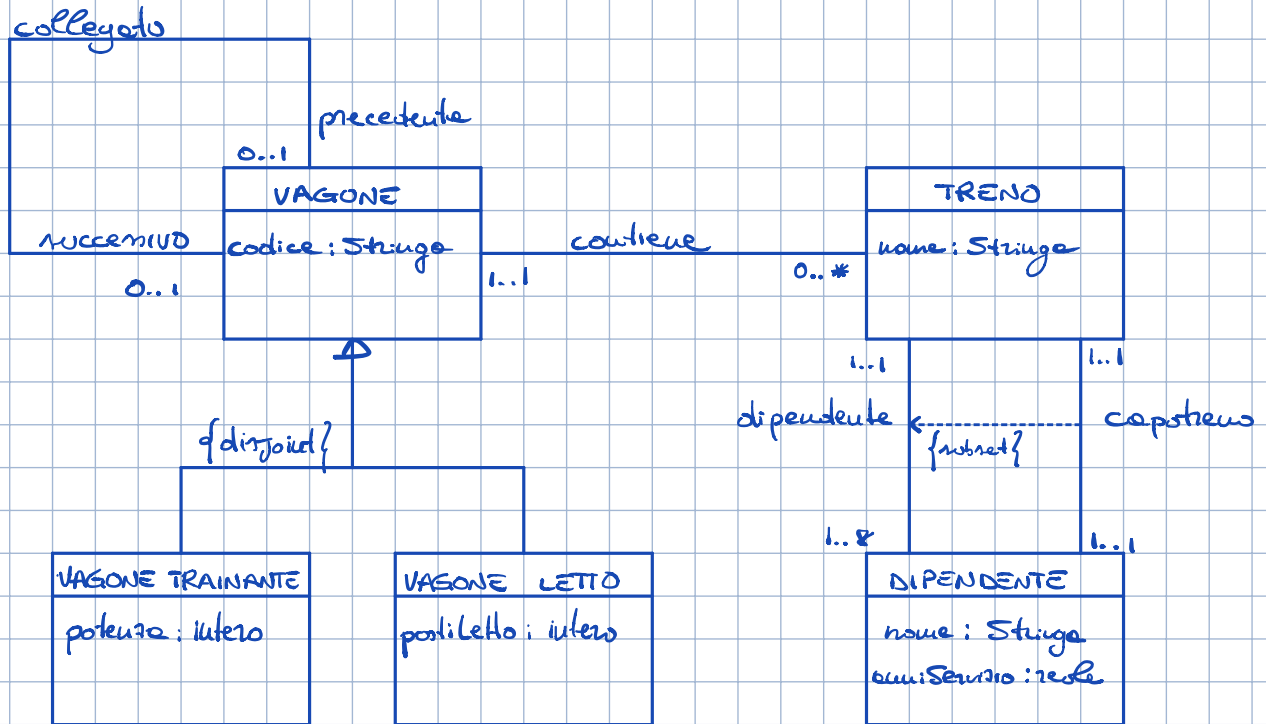 collegato
precedente
0..1
VAGONE
codice: Stringa
successivo
0..1
contiene
1..1
0..*
TRENO
nome: Stringa
1..1
1..1
dipendente
capotreno
{subset}
1..*
1..1
{disjoint}
VAGONE TRAINANTE
potenza: intero
VAGONE LETTO
postiLetto: intero
DIPENDENTE
nome: Stringa
anniServizio: reale